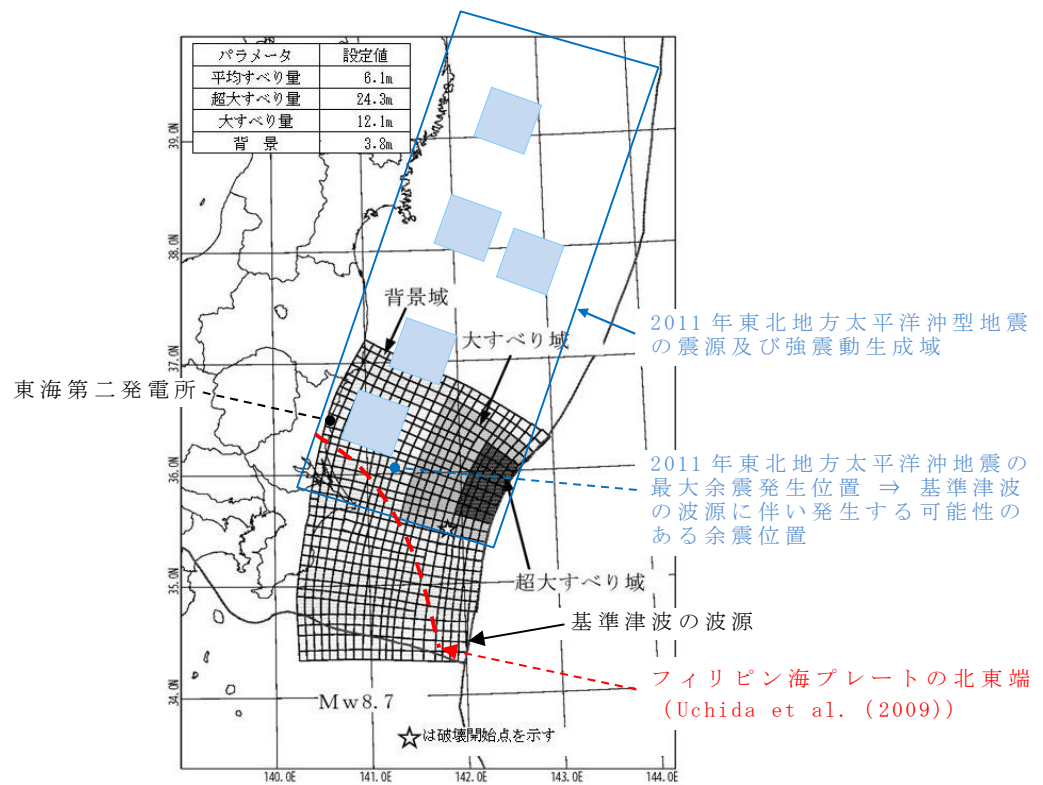 パラメータ 設定値
平均すべり量 6.1m
超大すべり量 24.3m
大すべり量 12.1m
背 景 3.8m
39.0N
38.0N
37.0N
36.0N
35.0N
34.0N
背景域
大すべり域
2011年東北地方太平洋沖型地震
の震源及び強震動生成域
東海第二発電所
2011年東北地方太平洋沖地震の
最大余震発生位置 ⇒ 基準津波
の波源に伴い発生する可能性の
ある余震位置
超大すべり域
基準津波の波源
フィリピン海プレートの北東端
(Uchida et al. (2009))
Mw8.7
☆は破壊開始点を示す
140.0E 141.0E 142.0E 143.0E 144.0E